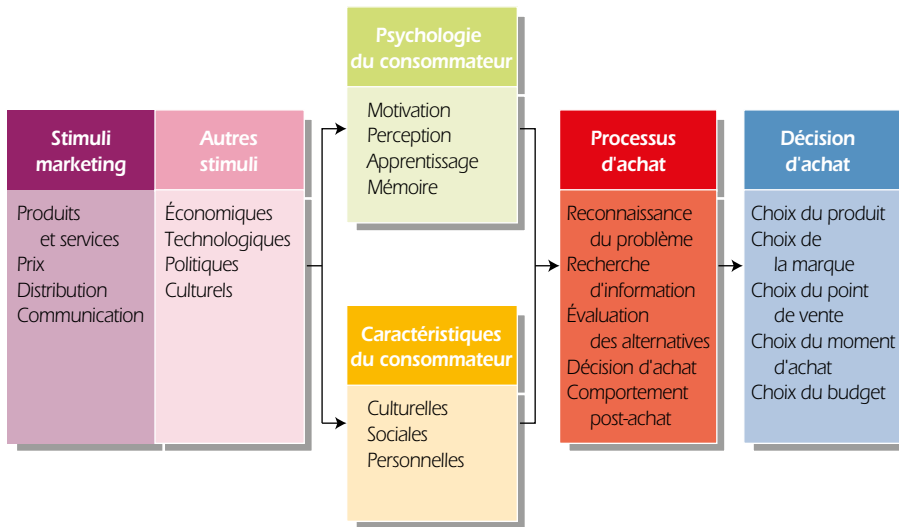 Stimuli
marketing
Produits
et services
Prix
Distribution
Communication
Autres
stimuli
Économiques
Technologiques
Politiques
Culturels
Psychologie
du consommateur
Motivation
Perception
Apprentissage
Mémoire
Caractéristiques
du consommateur
Culturelles
Sociales
Personnelles
Processus
d'achat
Reconnaissance
du problème
Recherche
d'information
Évaluation
des alternatives
Décision d'achat
Comportement
post-achat
Décision
d'achat
Choix du produit
Choix de
la marque
Choix du point
de vente
Choix du moment
d'achat
Choix du budget